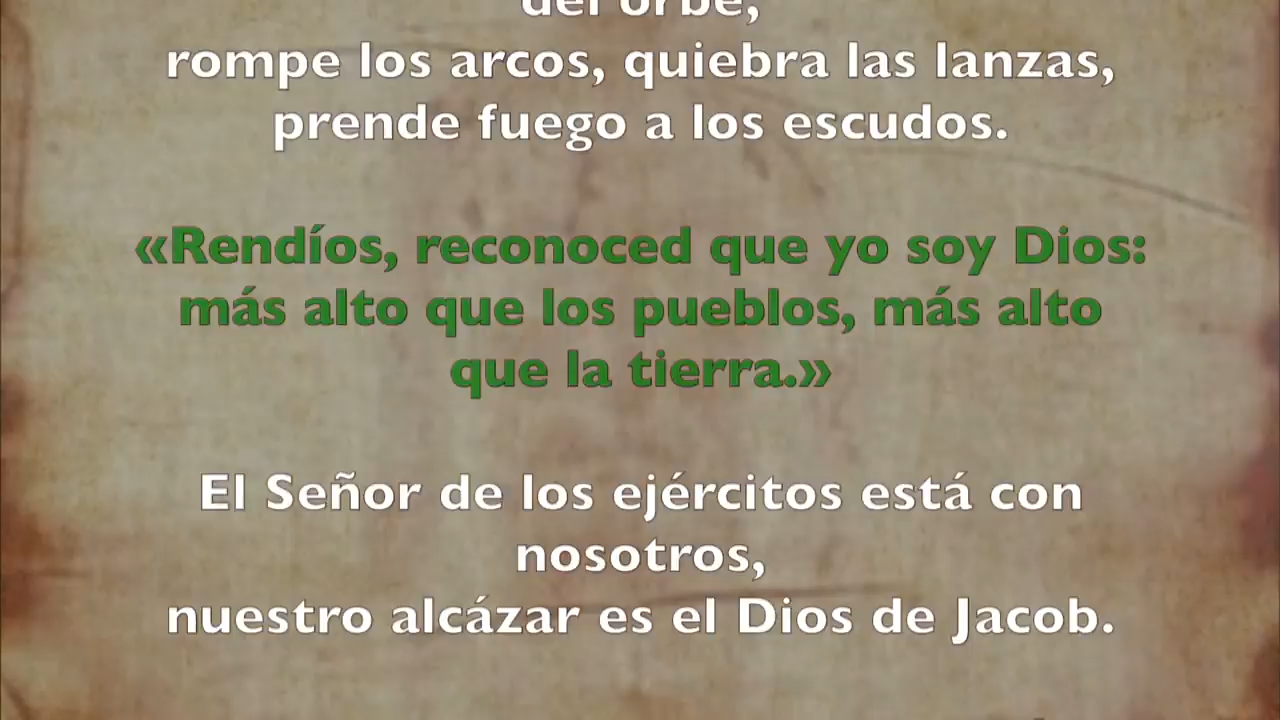 del orbe,
rompe los arcos, quiebra las lanzas,
prende fuego a los escudos.
«Rendíos, reconoced que yo soy Dios:
más alto que los pueblos, más alto
que la tierra.»
El Señor de los ejércitos está con
nosotros,
nuestro alcázar es el Dios de Jacob.